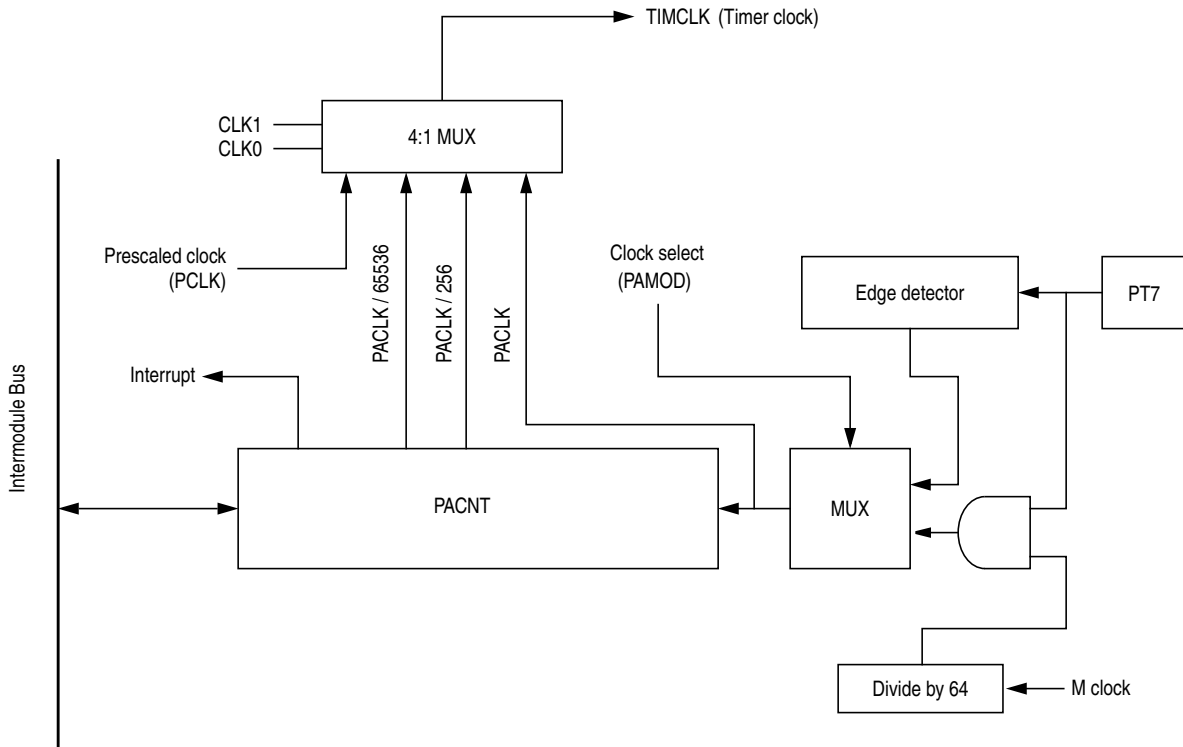 TIMCLK (Timer clock)
CLK1
CLK0
4:1 MUX
Prescaled clock
(PCLK)
PACLK / 65536
PACLK / 256
PACLK
Clock select
(PAMOD)
Edge detector
PT7
Interrupt
Intermodule Bus
PACNT
MUX
Divide by 64
M clock